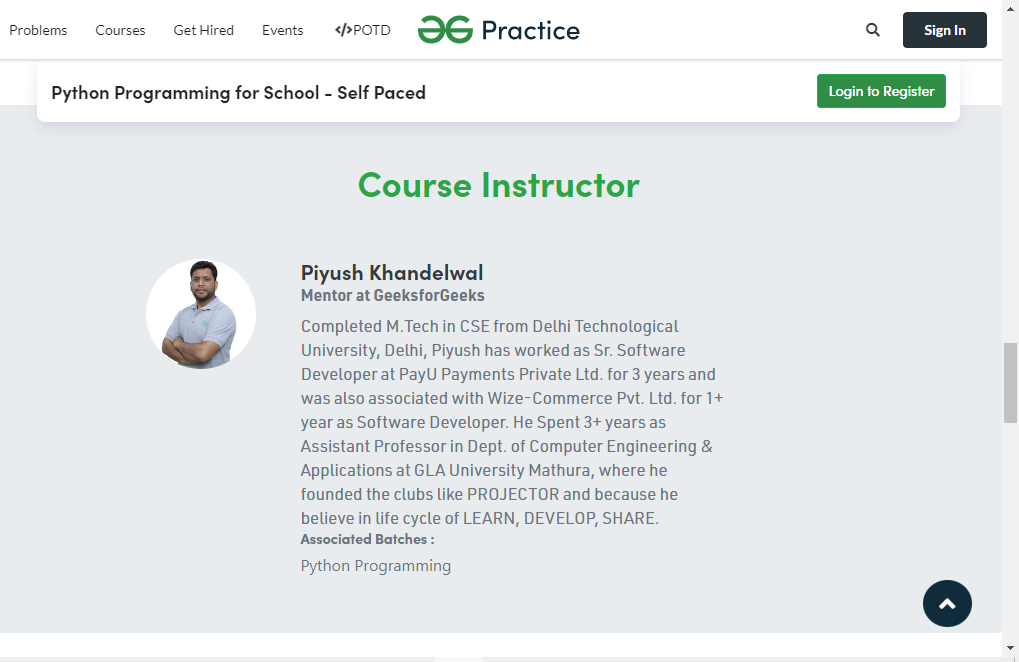 Problems Courses Get Hired Events </>POTD Practice Sign In
Python Programming for School - Self Paced Login to Register
Course Instructor
Piyush Khandelwal
Mentor at GeeksforGeeks
Completed M.Tech in CSE from Delhi Technological
University, Delhi, Piyush has worked as Sr. Software
Developer at PayU Payments Private Ltd. for 3 years and
was also associated with Wize-Commerce Pvt. Ltd. for 1+
year as Software Developer. He Spent 3+ years as
Assistant Professor in Dept. of Computer Engineering &
Applications at GLA University Mathura, where he
founded the clubs like PROJECTOR and because he
believe in life cycle of LEARN, DEVELOP, SHARE.
Associated Batches :
Python Programming